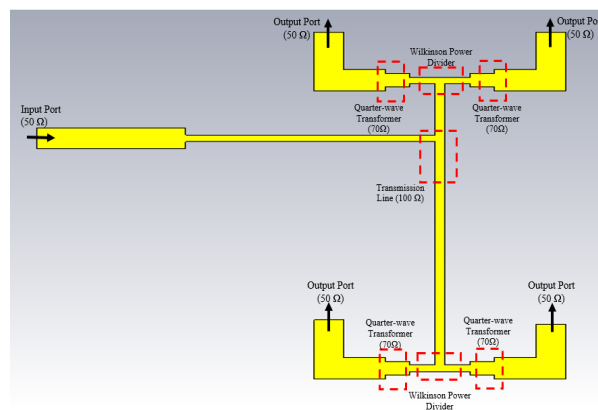 Output Port
(50 Ω)
Output Po
(50 Ω)
Wilkinson Power
Divider
Input Port
(50 Ω)
Quarter-wave
Transformer
(70Ω)
Quarter-wave
Transformer
(70Ω)
Transmission
Line (100 Ω)
Output Port
(50 Ω)
Output Port
(50 Ω)
Quarter-wave
Transformer
(70Ω)
Quarter-wave
Transformer
(70Ω)
Wilkinson Power
Divider